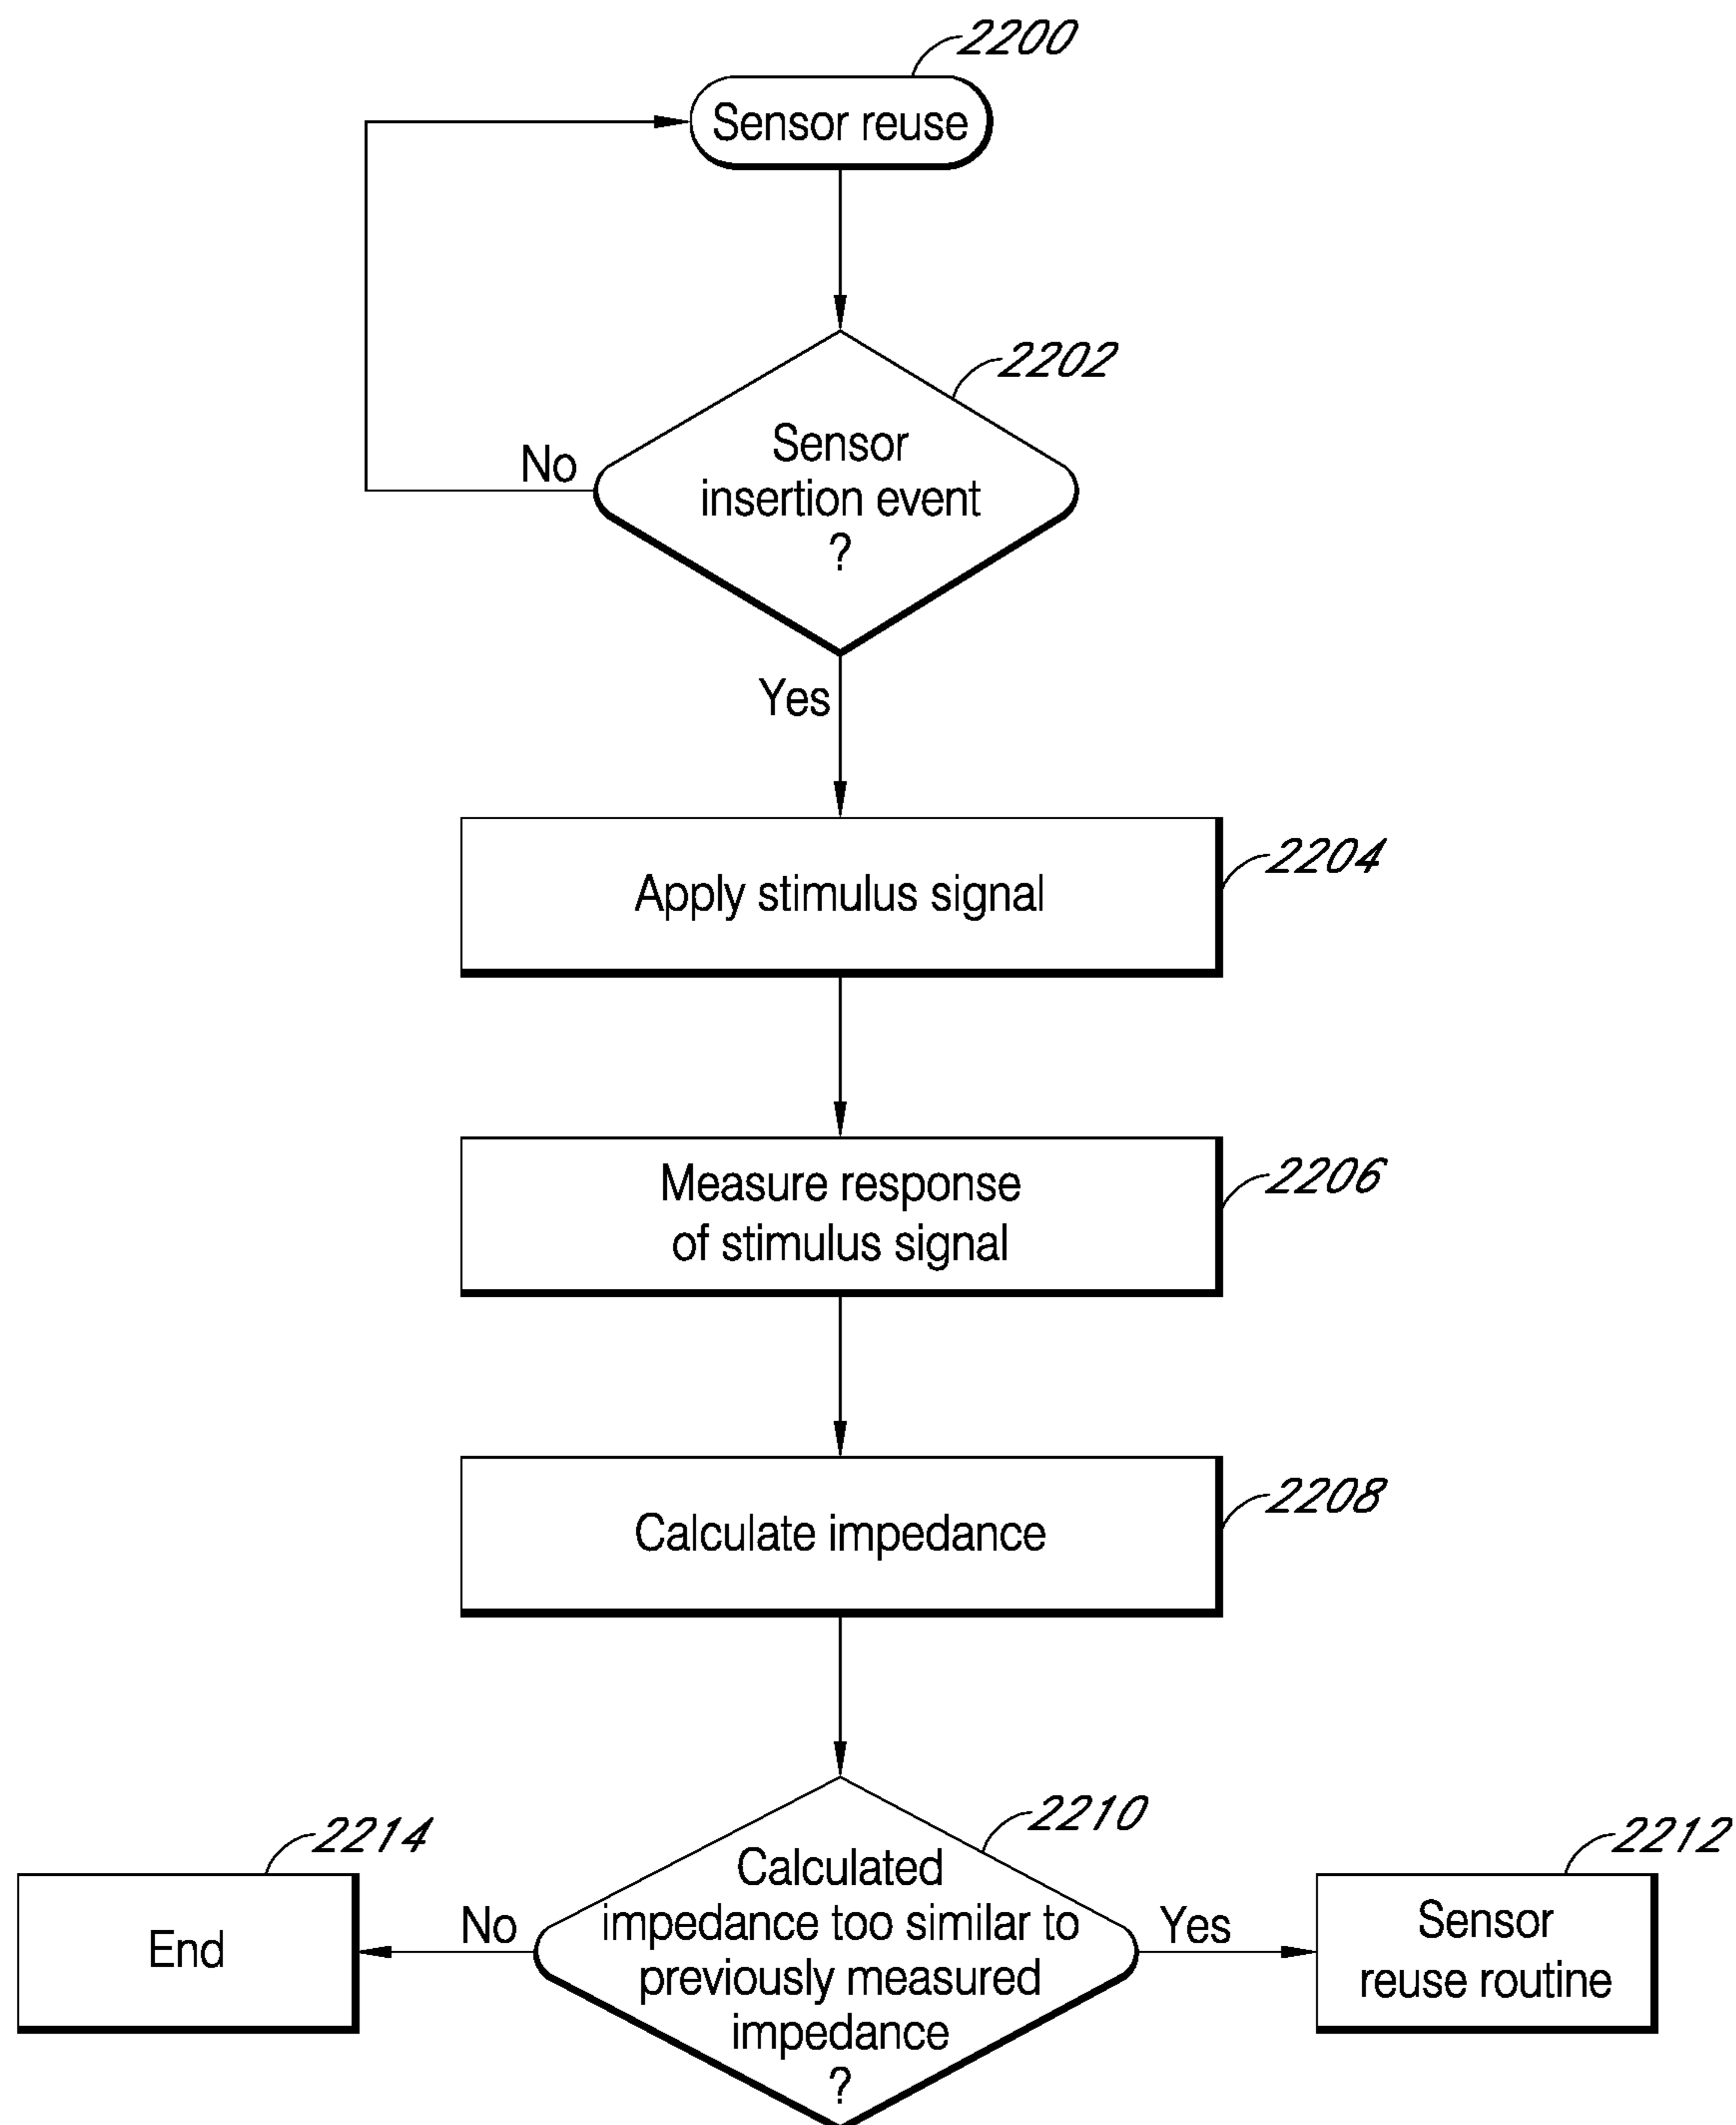 2200
Sensor reuse
2202
Sensor
insertion event
?
No
Yes
2204
Apply stimulus signal
2206
Measure response
of stimulus signal
2208
Calculate impedance
2210
Calculated
impedance too similar to
previously measured
impedance
?
No
2214
End
Yes
2212
Sensor
reuse routine